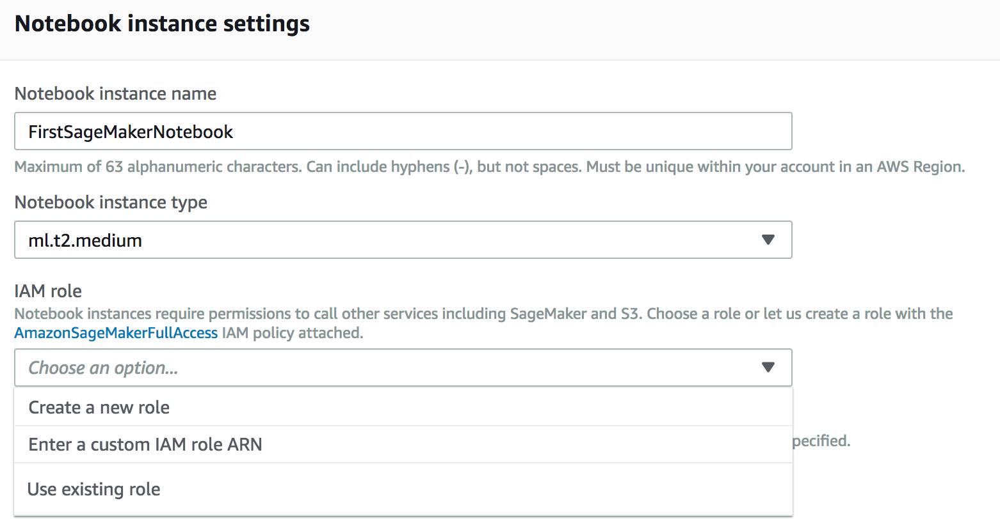 Notebook instance settings
Notebook instance name
FirstSageMakerNotebook
Maximum of 63 alphanumeric characters. Can include hyphens (-), but not spaces. Must be unique within your account in an AWS Region.
Notebook instance type
ml.t2.medium
IAM role
Notebook instances require permissions to call other services including SageMaker and S3. Choose a role or let us create a role with the
AmazonSageMakerFullAccess IAM policy attached.
Choose an option...
Create a new role
Enter a custom IAM role ARN
pecified.
Use existing role